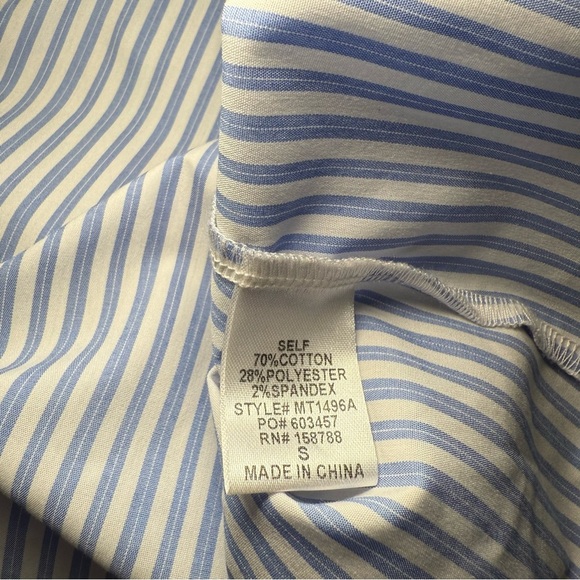 SELF
70%COTTON
28%POLYESTER
2%SPANDEX
STYLE# MT1496A
PO# 603457
RN# 158788
S
MADE IN CHINA